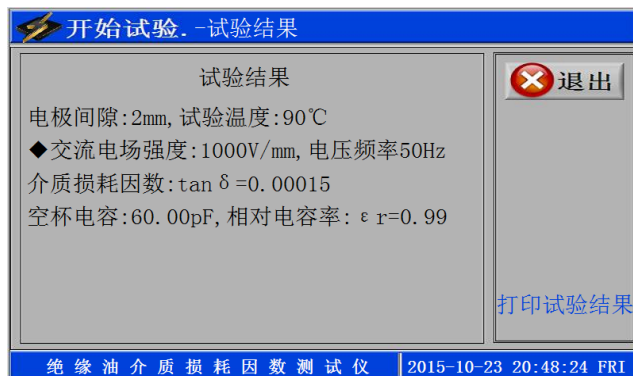 开始试验.-试验结果
试验结果
退出
电极间隙:2mm,试验温度:90℃
◆交流电场强度:1000V/mm,电压频率50Hz
介质损耗因数:tanδ=0.00015
空杯电容:60.00pF,相对电容率:εr=0.99
打印试验结果
绝缘油介质损耗因数测试仪
2015-10-23 20:48:24 FRI